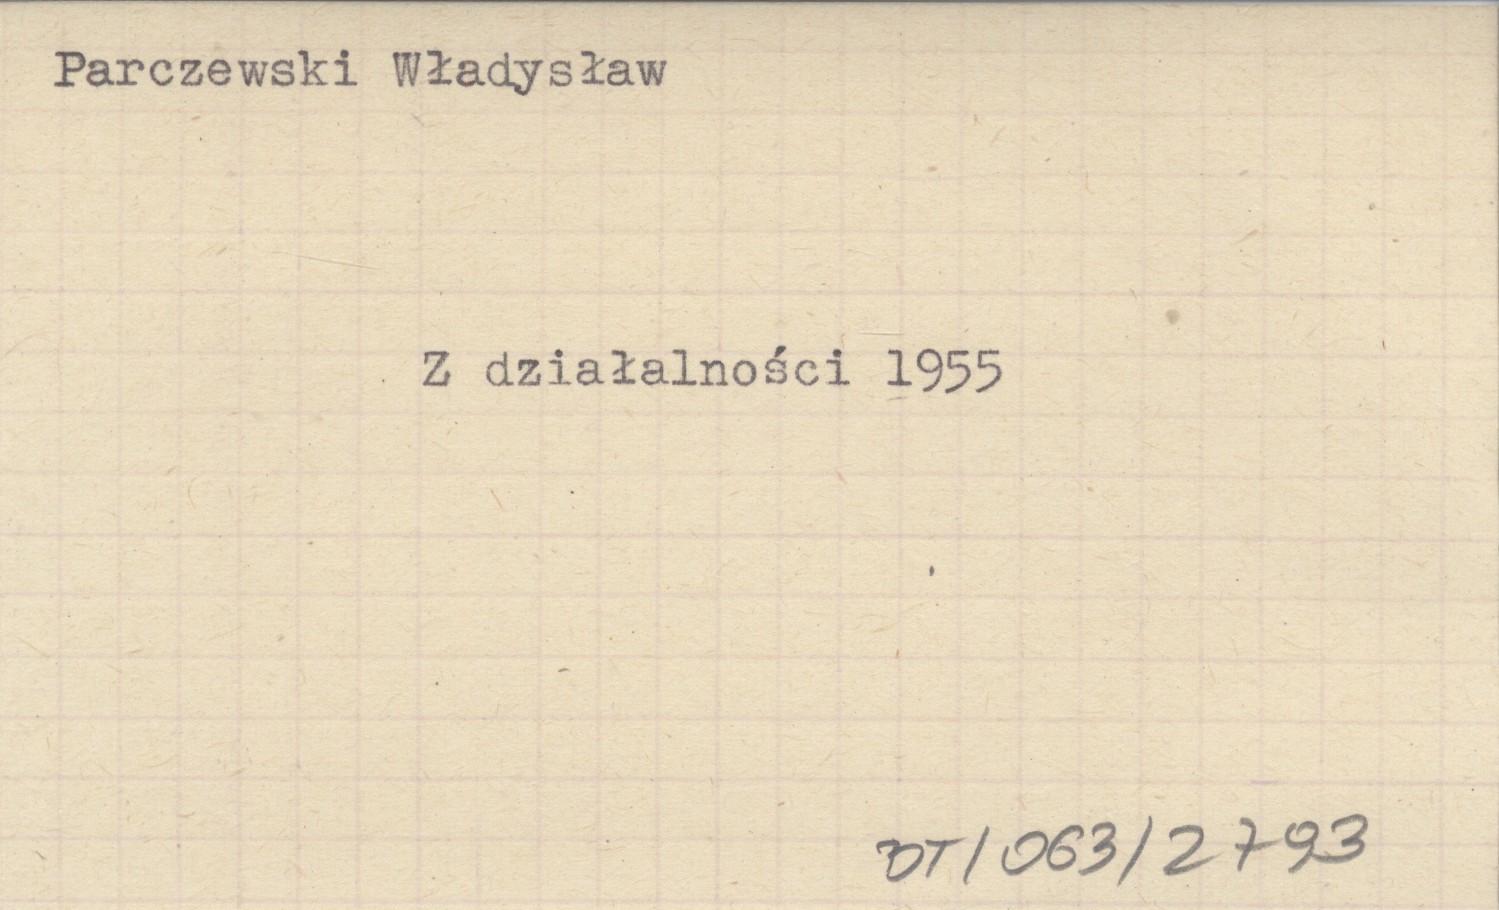 Parczewski Władysław
Z działalności 1955
DT/063/2793